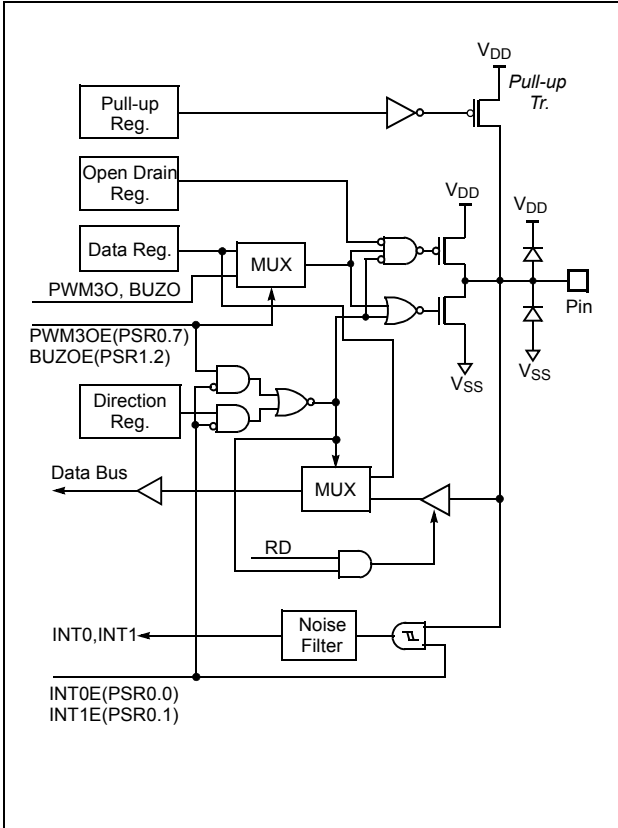 VDD
Pull-up
Tr.
Pull-up
Reg.
Open Drain
Reg.
VDD
VDD
Data Reg.
MUX
PWM3O, BUZO
Pin
PWM3OE(PSR0.7)
BUZOE(PSR1.2)
VSS
VSS
Direction
Reg.
Data Bus
MUX
RD
Noise
Filter
INT0,INT1
INT0E(PSR0.0)
INT1E(PSR0.1)